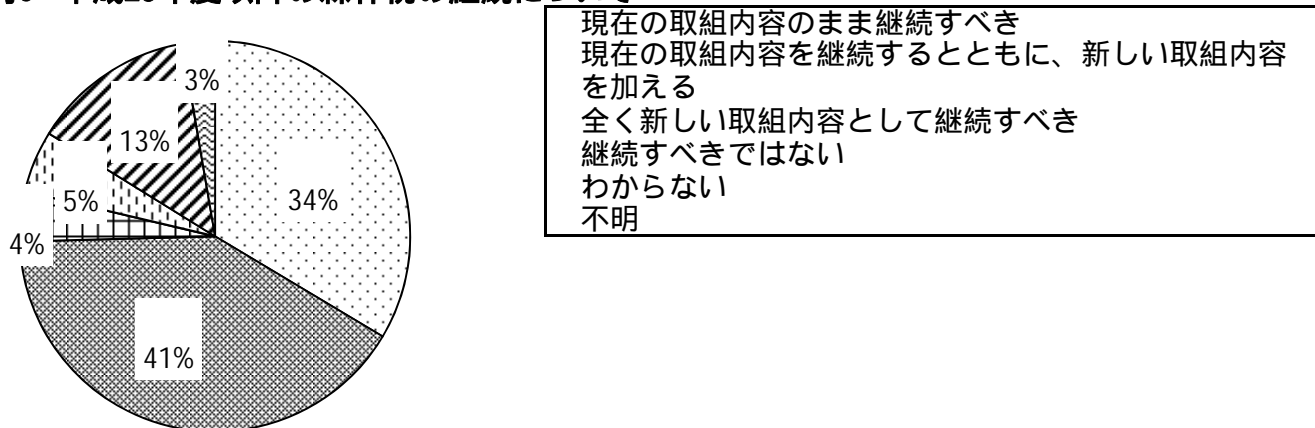 現在の取組内容のまま継続すべき
現在の取組内容を継続するとともに、新しい取組内容
を加える
全く新しい取組内容として継続すべき
継続すべきではない
わからない
不明
3%
13%
34%
5%
4%
41%